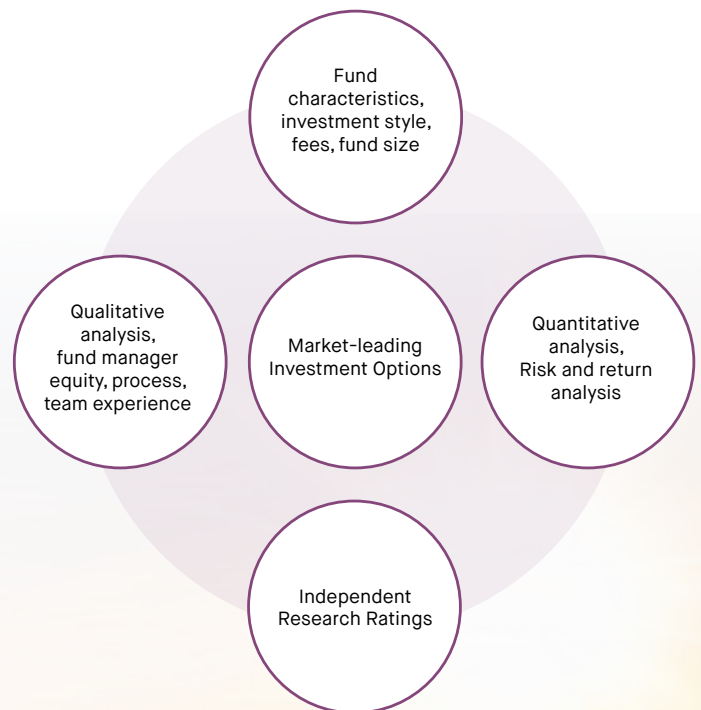 Fund
characteristics,
investment style,
fees, fund size
Qualitative
analysis,
fund manager
equity, process,
team experience
Market-leading
Investment Options
Quantitative
analysis,
Risk and return
analysis
Independent
Research Ratings